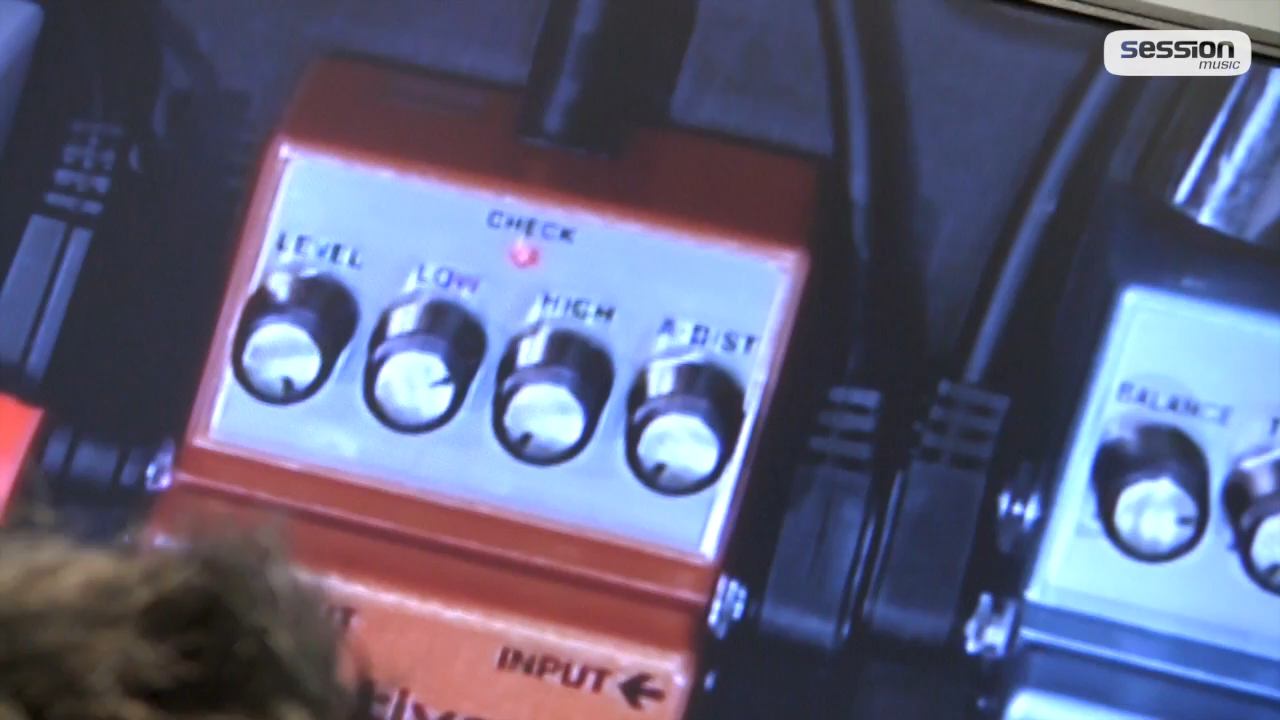 session
music
CHECK
LEVEL
LOW
HIGH
A-DIST
BALANCE
INPUT